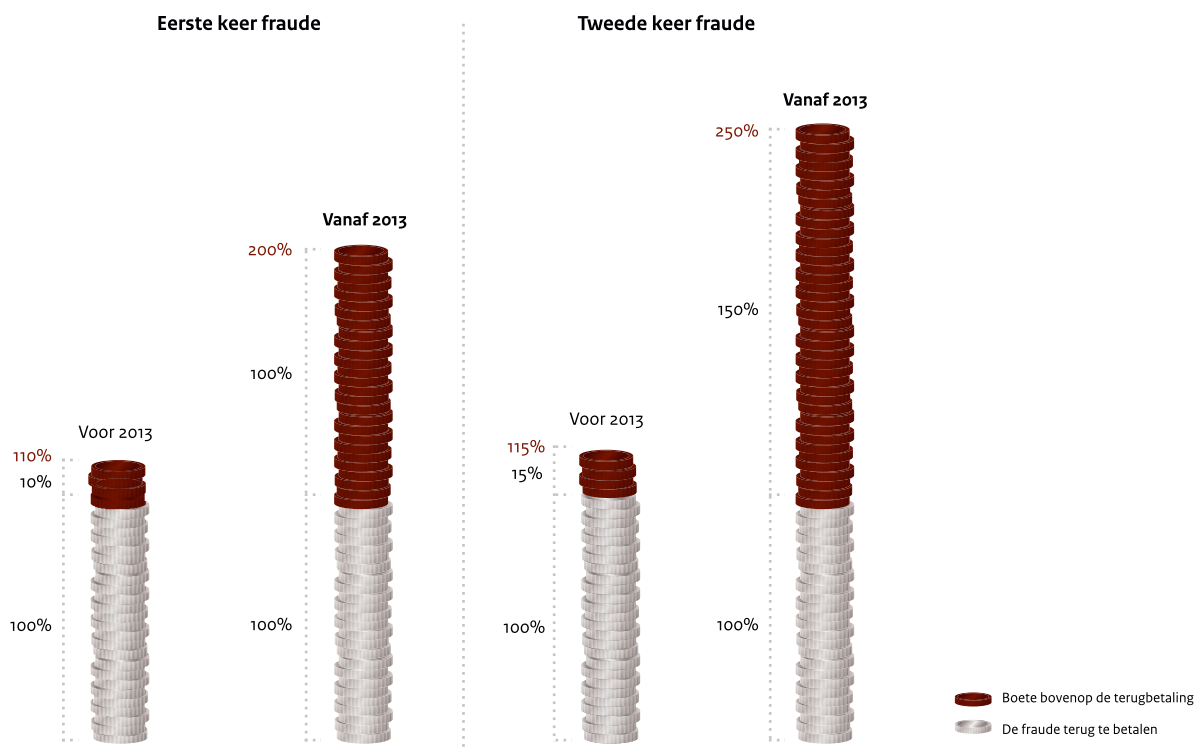 Eerste keer fraude
Voor 2013
110%
10%
100%
Vanaf 2013
200%
100%
100%
Tweede keer fraude
Voor 2013
115%
15%
100%
Vanaf 2013
250%
150%
100%
Boete bovenop de terugbetaling
De fraude terug te betalen